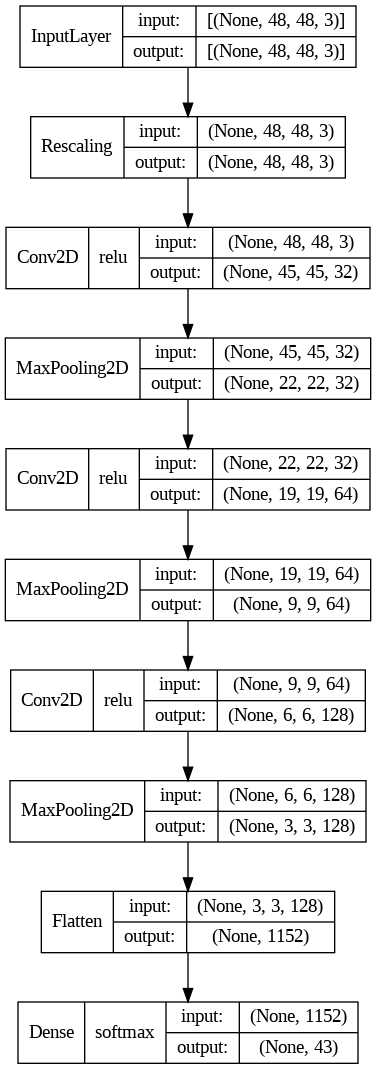 InputLayer input: [(None, 48, 48, 3)]
output: [(None, 48, 48, 3)]
Rescaling input: (None, 48, 48, 3)
output: (None, 48, 48, 3)
Conv2D relu input: (None, 48, 48, 3)
output: (None, 45, 45, 32)
MaxPooling2D input: (None, 45, 45, 32)
output: (None, 22, 22, 32)
Conv2D relu input: (None, 22, 22, 32)
output: (None, 19, 19, 64)
MaxPooling2D input: (None, 19, 19, 64)
output: (None, 9, 9, 64)
Conv2D relu input: (None, 9, 9, 64)
output: (None, 6, 6, 128)
MaxPooling2D input: (None, 6, 6, 128)
output: (None, 3, 3, 128)
Flatten input: (None, 3, 3, 128)
output: (None, 1152)
Dense softmax input: (None, 1152)
output: (None, 43)